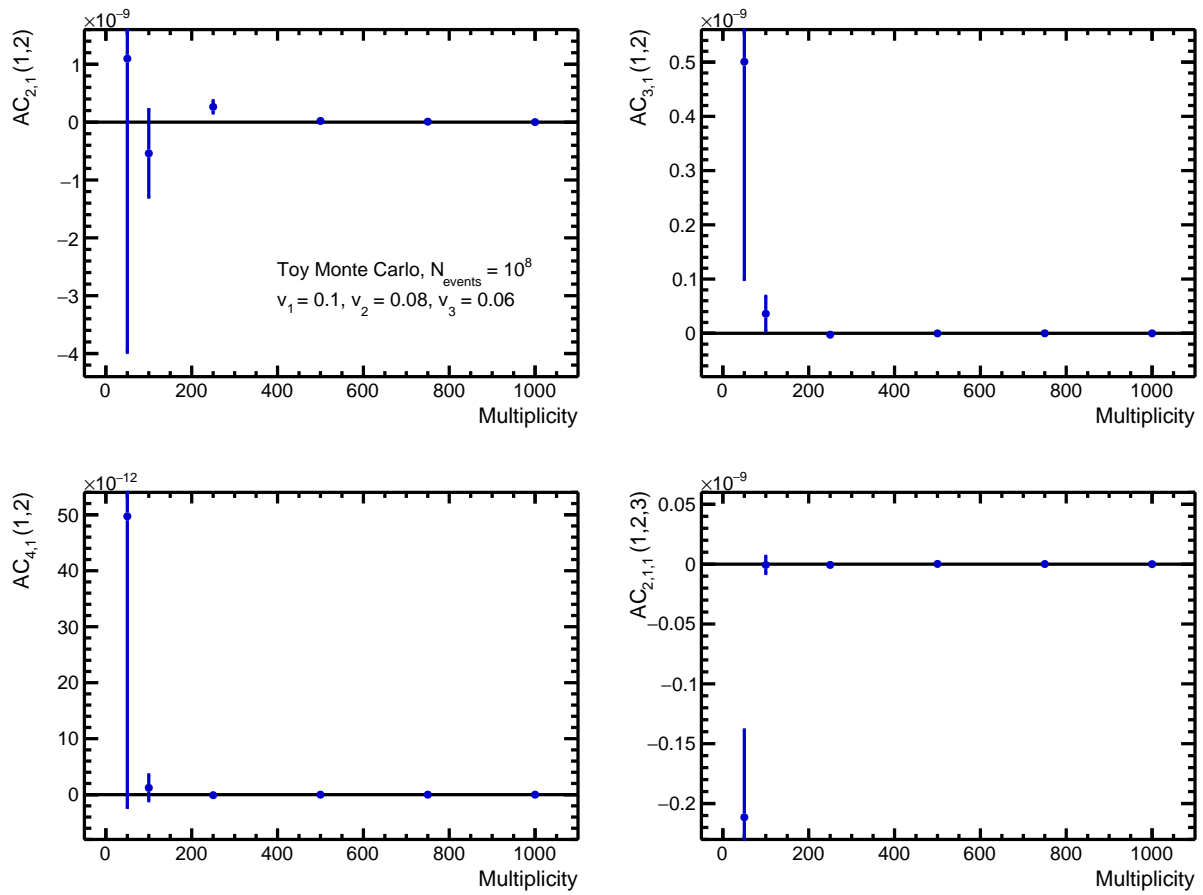 ×10⁻⁹
AC₂,₁ (1,2)
1
0
−1
−2
−3
−4
Toy Monte Carlo, N_events = 10⁸
v₁ = 0.1, v₂ = 0.08, v₃ = 0.06
0 200 400 600 800 1000
Multiplicity
×10⁻⁹
AC₃,₁ (1,2)
0.5
0.4
0.3
0.2
0.1
0
0 200 400 600 800 1000
Multiplicity
×10⁻¹²
AC₄,₁ (1,2)
50
40
30
20
10
0
0 200 400 600 800 1000
Multiplicity
×10⁻⁹
AC₂,₁,₁ (1,2,3)
0.05
0
−0.05
−0.1
−0.15
−0.2
0 200 400 600 800 1000
Multiplicity